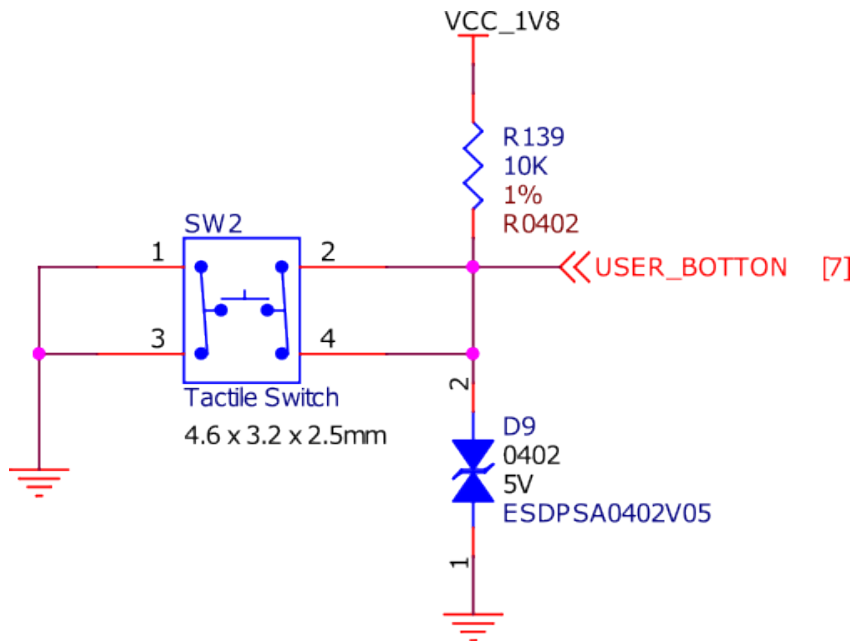 VCC_1V8
R139
10K
1%
R0402
SW2
1
2
USER_BOTTON [7]
3
4
Tactile Switch
4.6 x 3.2 x 2.5mm
2
D9
0402
5V
ESDPSA0402V05
1